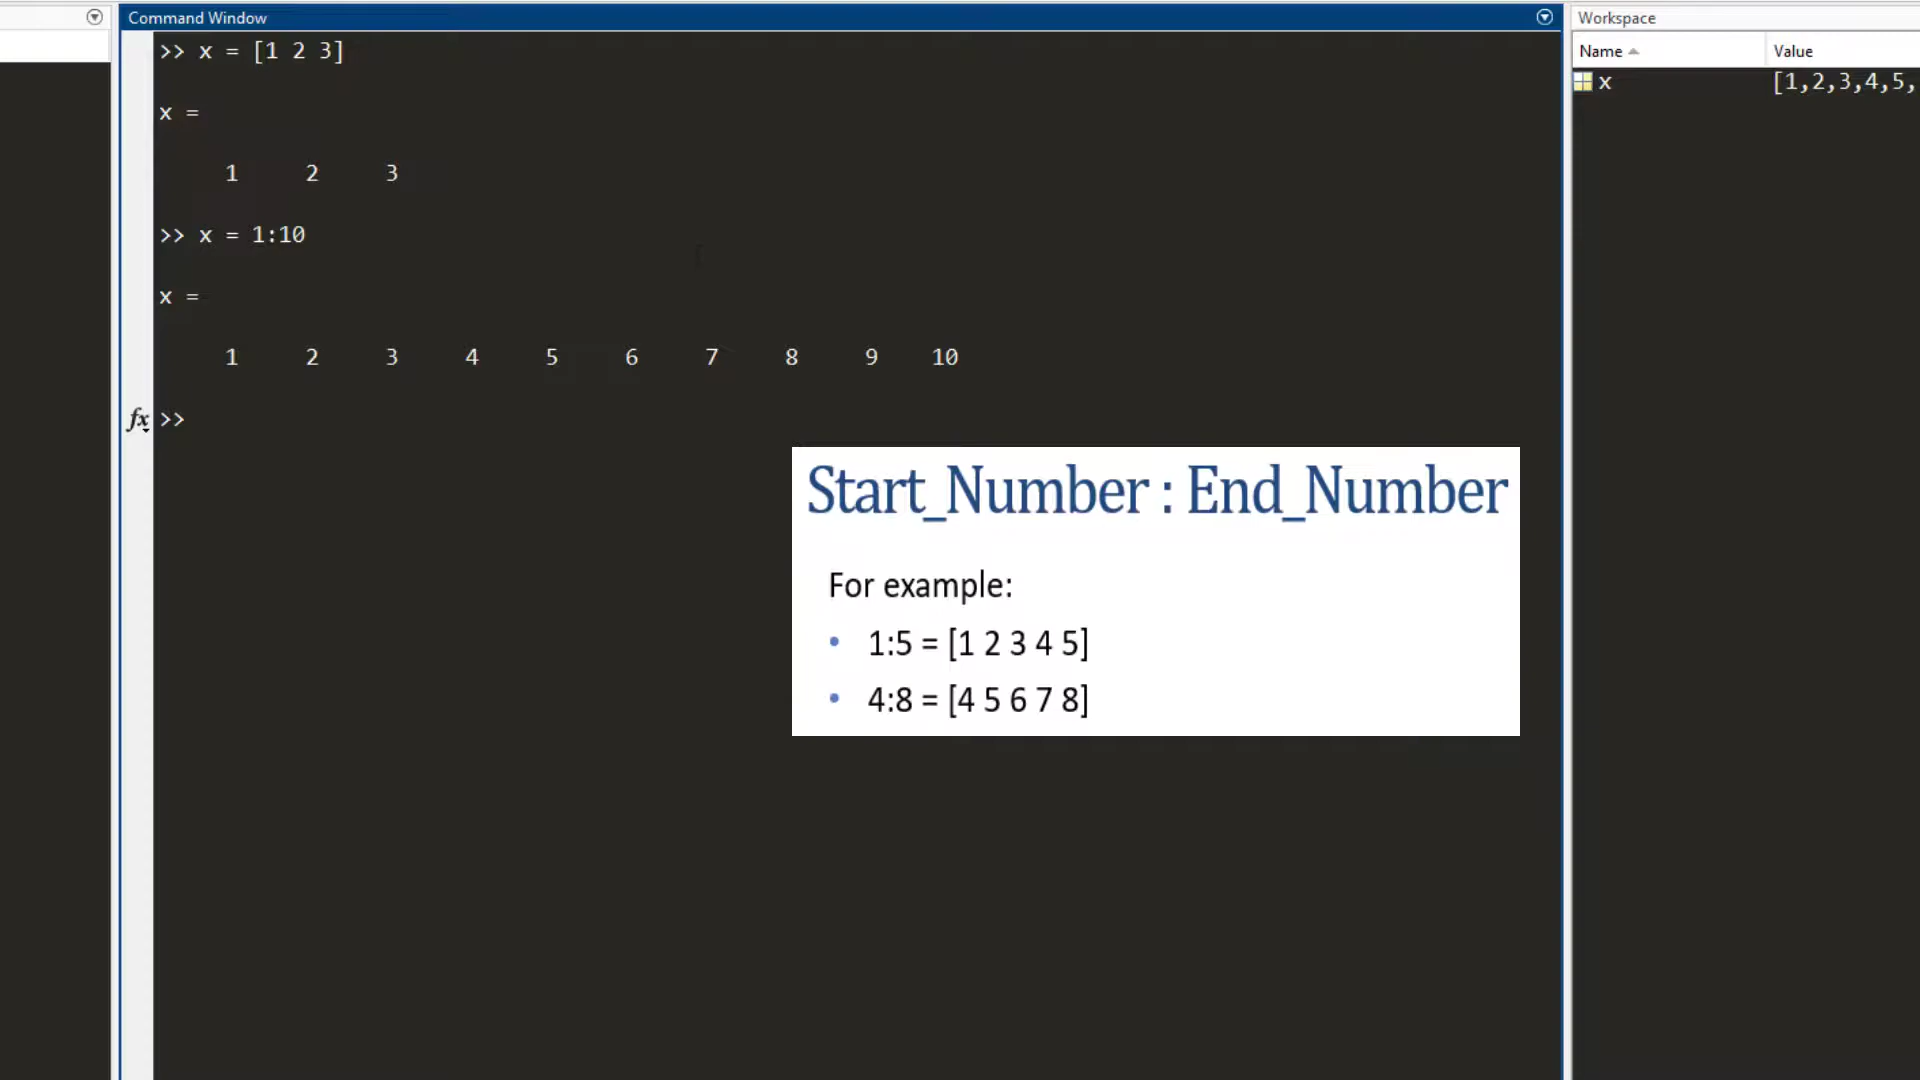 Command Window
>> x = [1 2 3]
x =
1 2 3
>> x = 1:10
x =
1 2 3 4 5 6 7 8 9 10
fx >>
Start_Number : End_Number
For example:
• 1:5 = [1 2 3 4 5]
• 4:8 = [4 5 6 7 8]
Workspace
Name Value
x [1,2,3,4,5,